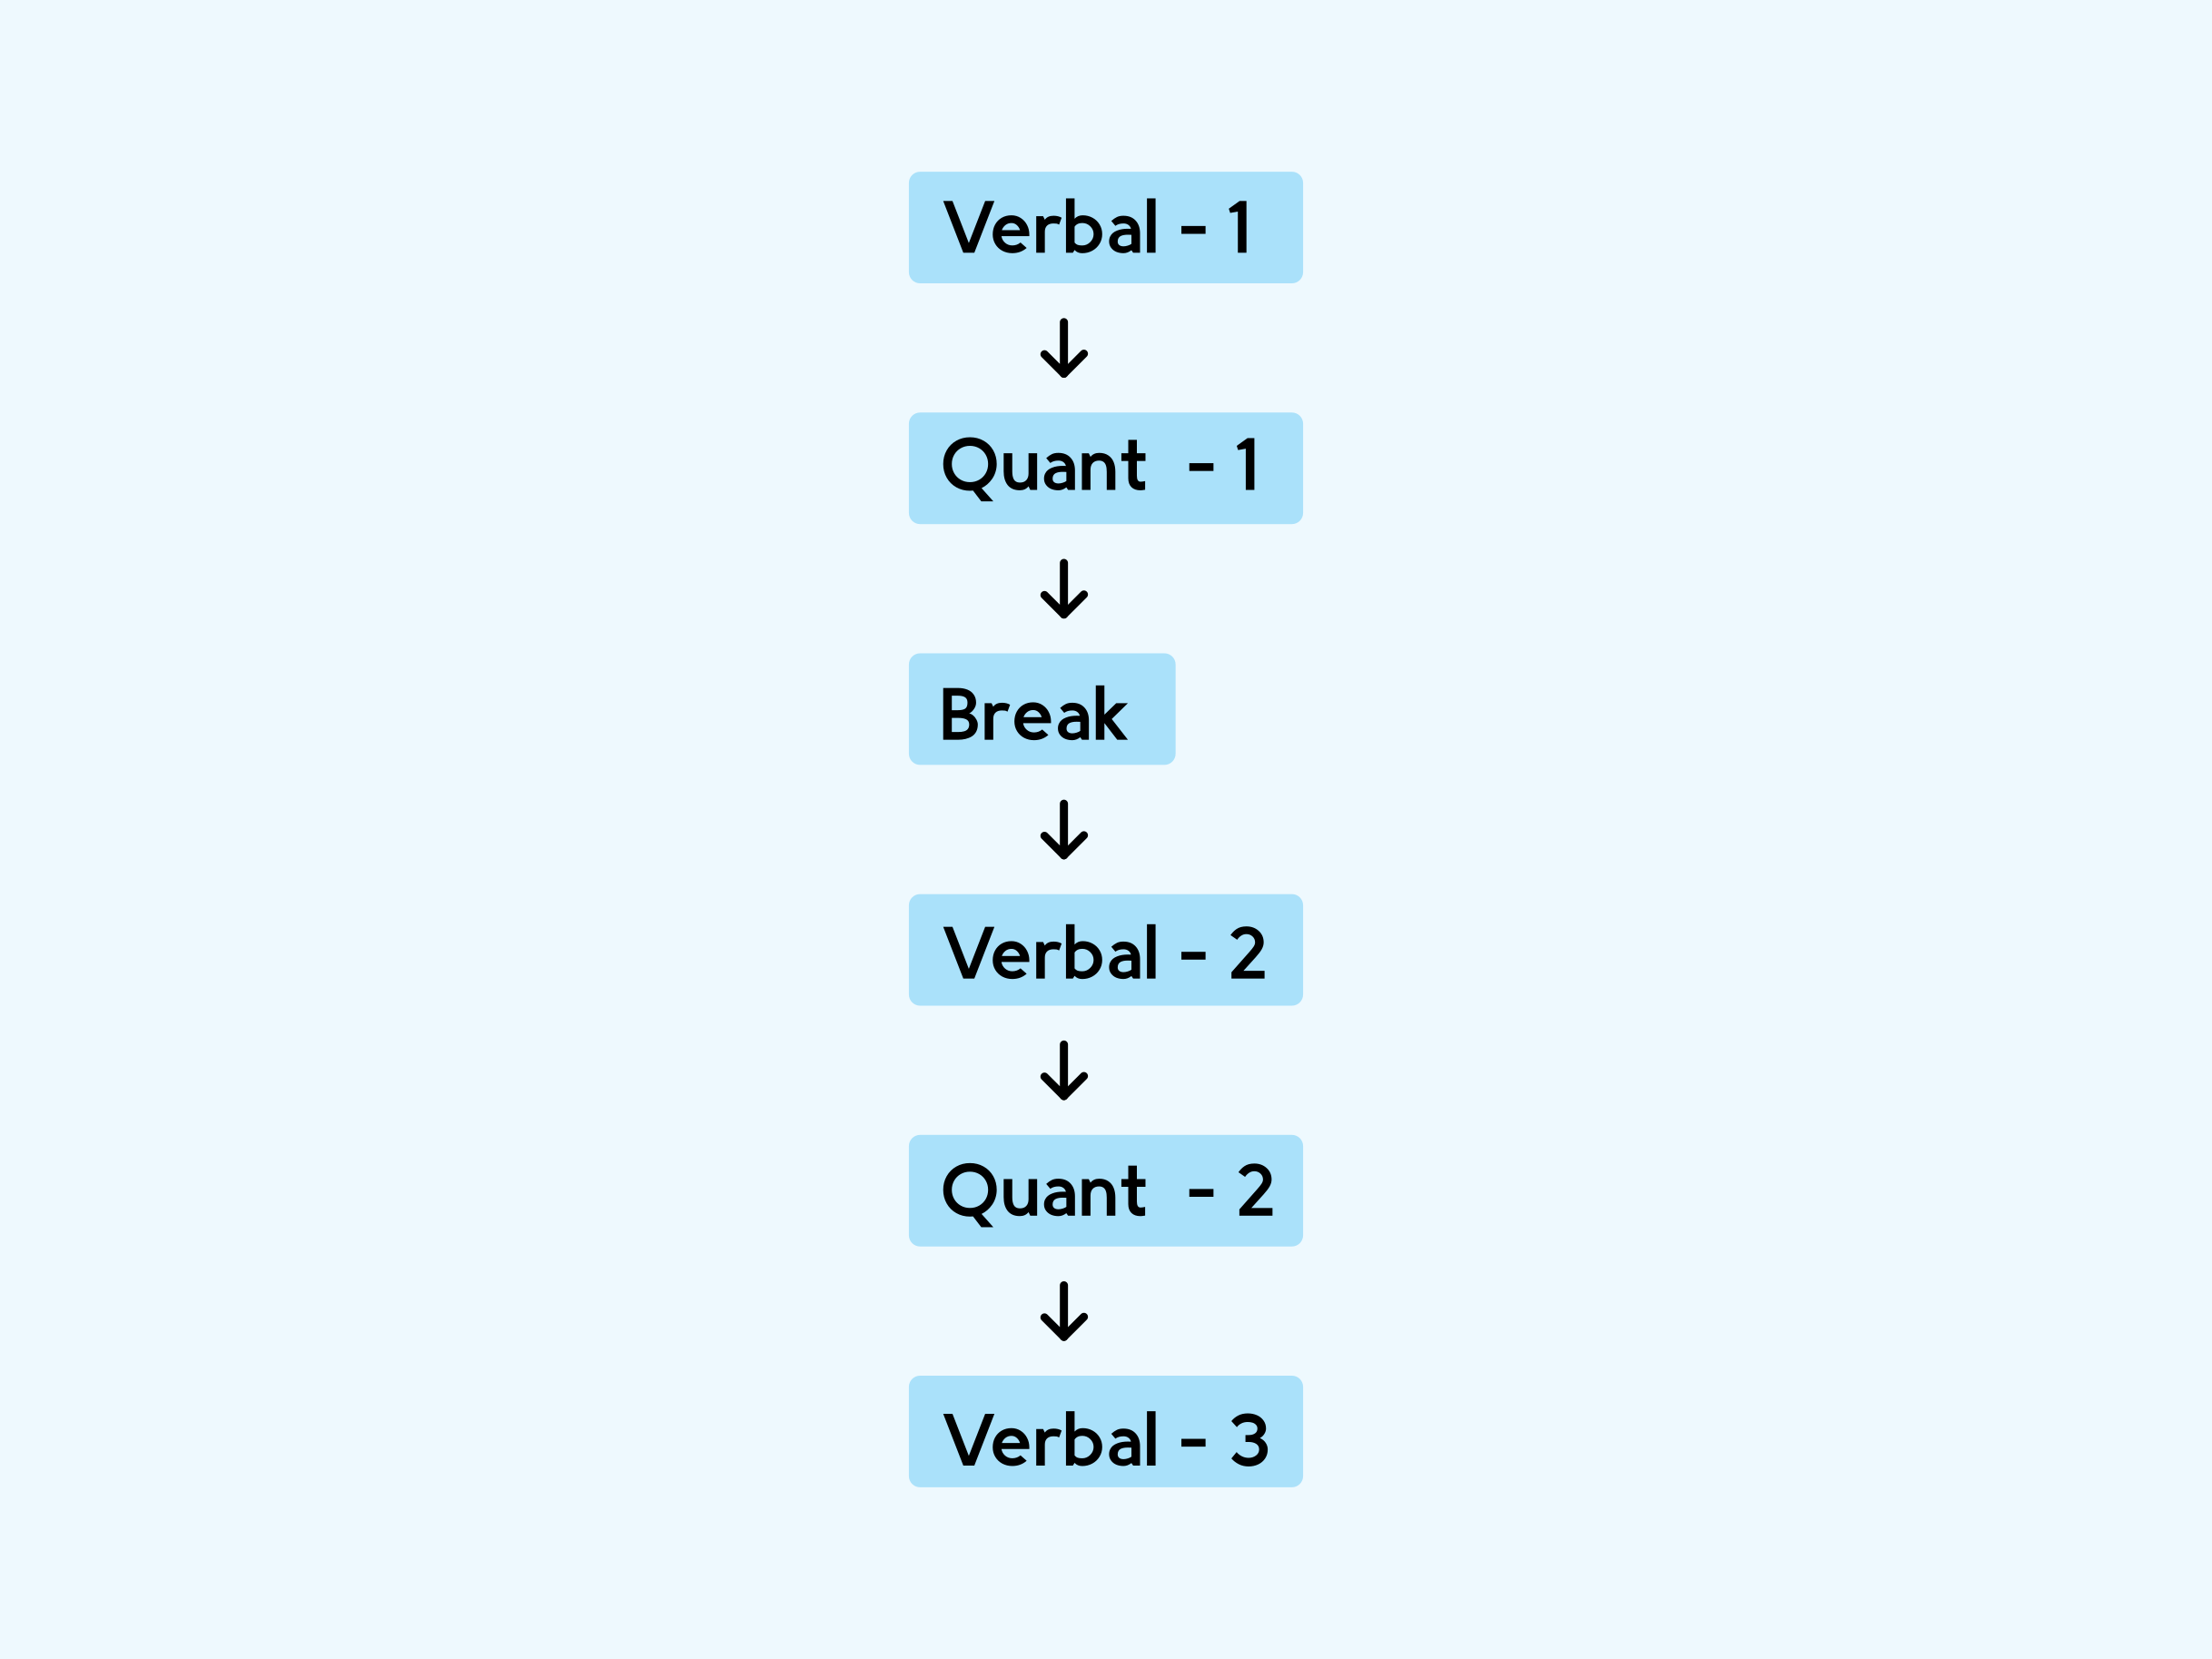 Verbal - 1
Quant - 1
Break
Verbal - 2
Quant - 2
Verbal - 3